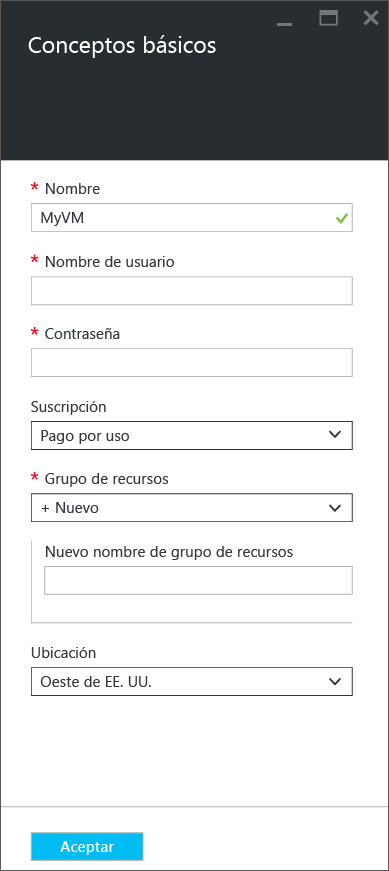 Conceptos básicos
* Nombre
MyVM
* Nombre de usuario
* Contraseña
Suscripción
Pago por uso
* Grupo de recursos
+ Nuevo
Nuevo nombre de grupo de recursos
Ubicación
Oeste de EE. UU.
Aceptar